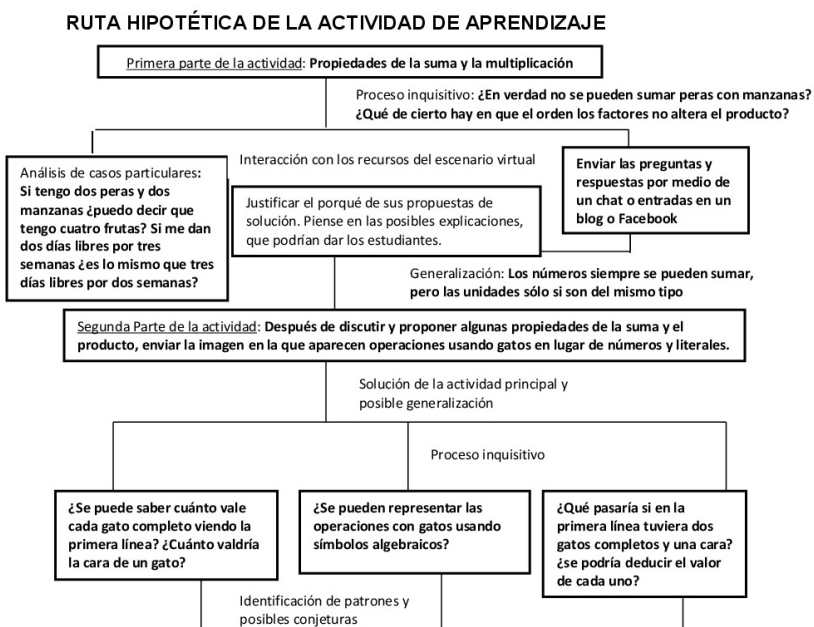 RUTA HIPOTÉTICA DE LA ACTIVIDAD DE APRENDIZAJE
Primera parte de la actividad: Propiedades de la suma y la multiplicación
Proceso inquisitivo: ¿En verdad no se pueden sumar peras con manzanas?
¿Qué de cierto hay en que el orden los factores no altera el producto?
Análisis de casos particulares:
Si tengo dos peras y dos
manzanas ¿puedo decir que
tengo cuatro frutas? Si me dan
dos días libres por tres
semanas ¿es lo mismo que tres
días libres por dos semanas?
Interacción con los recursos del escenario virtual
Justificar el porqué de sus propuestas de
solución. Piense en las posibles explicaciones,
que podrían dar los estudiantes.
Enviar las preguntas y
respuestas por medio de
un chat o entradas en un
blog o Facebook
Generalización: Los números siempre se pueden sumar,
pero las unidades sólo si son del mismo tipo
Segunda Parte de la actividad: Después de discutir y proponer algunas propiedades de la suma y el
producto, enviar la imagen en la que aparecen operaciones usando gatos en lugar de números y literales.
Solución de la actividad principal y
posible generalización
Proceso inquisitivo
¿Se puede saber cuánto vale
cada gato completo viendo la
primera línea? ¿Cuánto valdría
la cara de un gato?
¿Se pueden representar las
operaciones con gatos usando
símbolos algebraicos?
¿Qué pasaría si en la
primera línea tuviera dos
gatos completos y una cara?
¿se podría deducir el valor
de cada uno?
Identificación de patrones y
posibles conjeturas